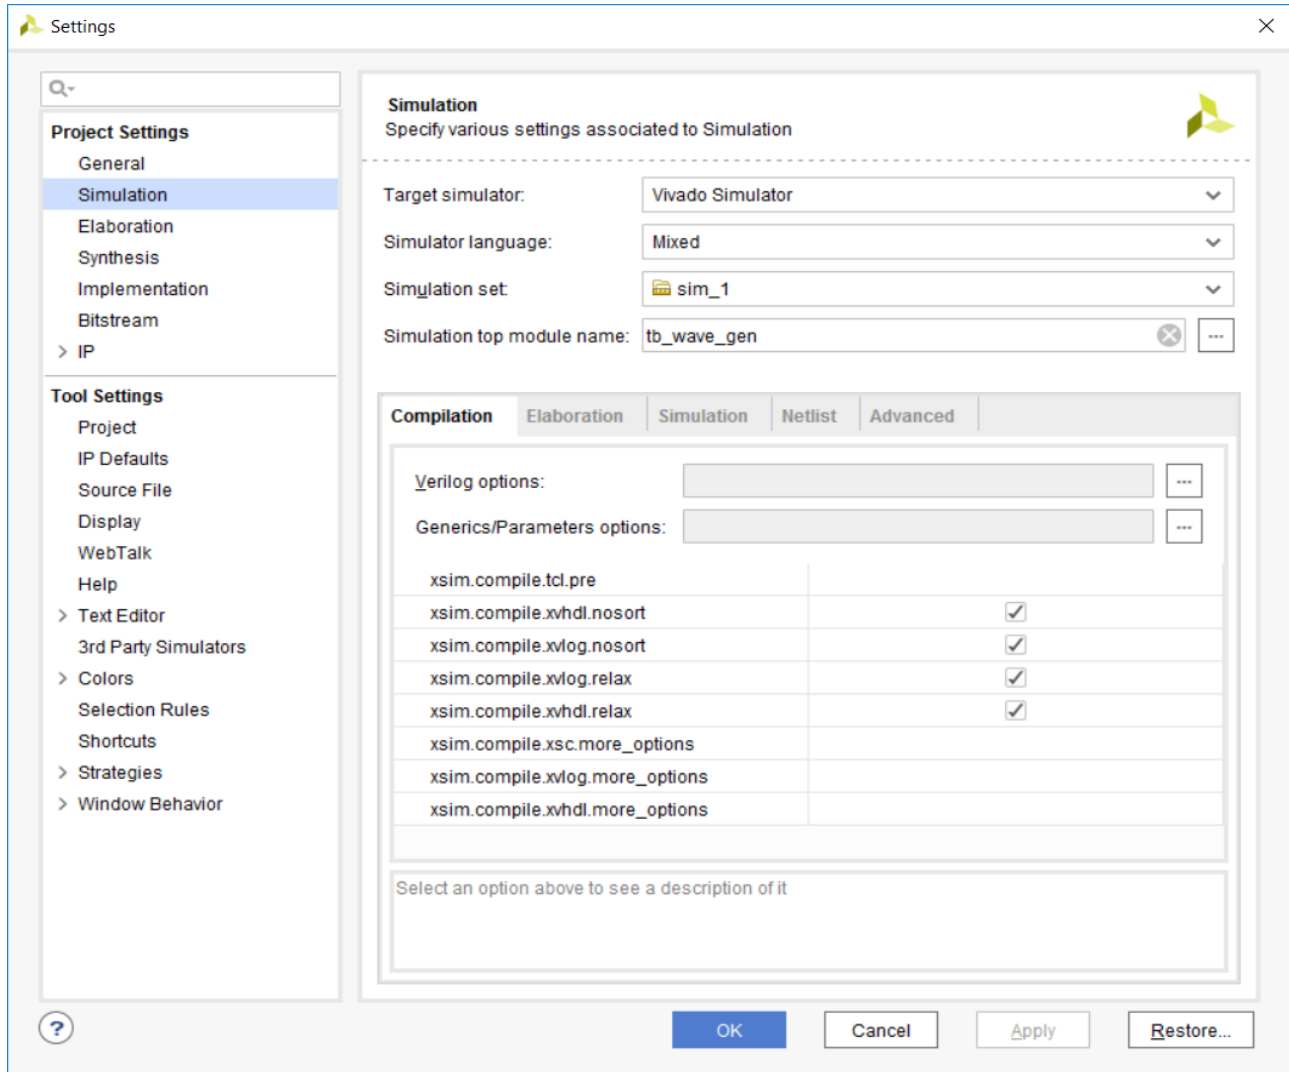 Settings
Project Settings
General
Simulation
Elaboration
Synthesis
Implementation
Bitstream
IP
Tool Settings
Project
IP Defaults
Source File
Display
WebTalk
Help
Text Editor
3rd Party Simulators
Colors
Selection Rules
Shortcuts
Strategies
Window Behavior
Simulation
Specify various settings associated to Simulation
Target simulator: Vivado Simulator
Simulator language: Mixed
Simulation set: sim_1
Simulation top module name: tb_wave_gen
Compilation Elaboration Simulation Netlist Advanced
Verilog options:
Generics/Parameters options:
xsim.compile.tcl.pre
xsim.compile.xvhdl.nosort
xsim.compile.xvlog.nosort
xsim.compile.xvlog.relax
xsim.compile.xvhdl.relax
xsim.compile.xsc.more_options
xsim.compile.xvlog.more_options
xsim.compile.xvhdl.more_options
Select an option above to see a description of it
? OK Cancel Apply Restore...